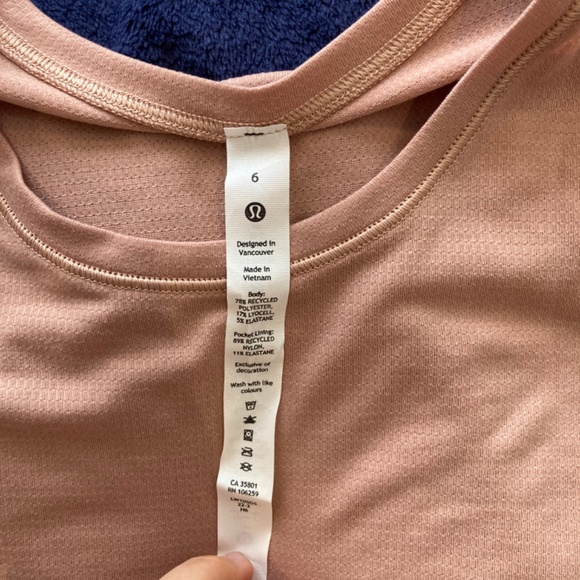 6
Designed in
Vancouver
Made in
Vietnam
Body:
78% RECYCLED
POLYESTER,
17% LYOCELL,
5% ELASTANE
Pocket Lining:
89% RECYCLED
NYLON,
11% ELASTANE
Exclusive of
decoration
Wash with like
colours
CA 35801
RN 106259